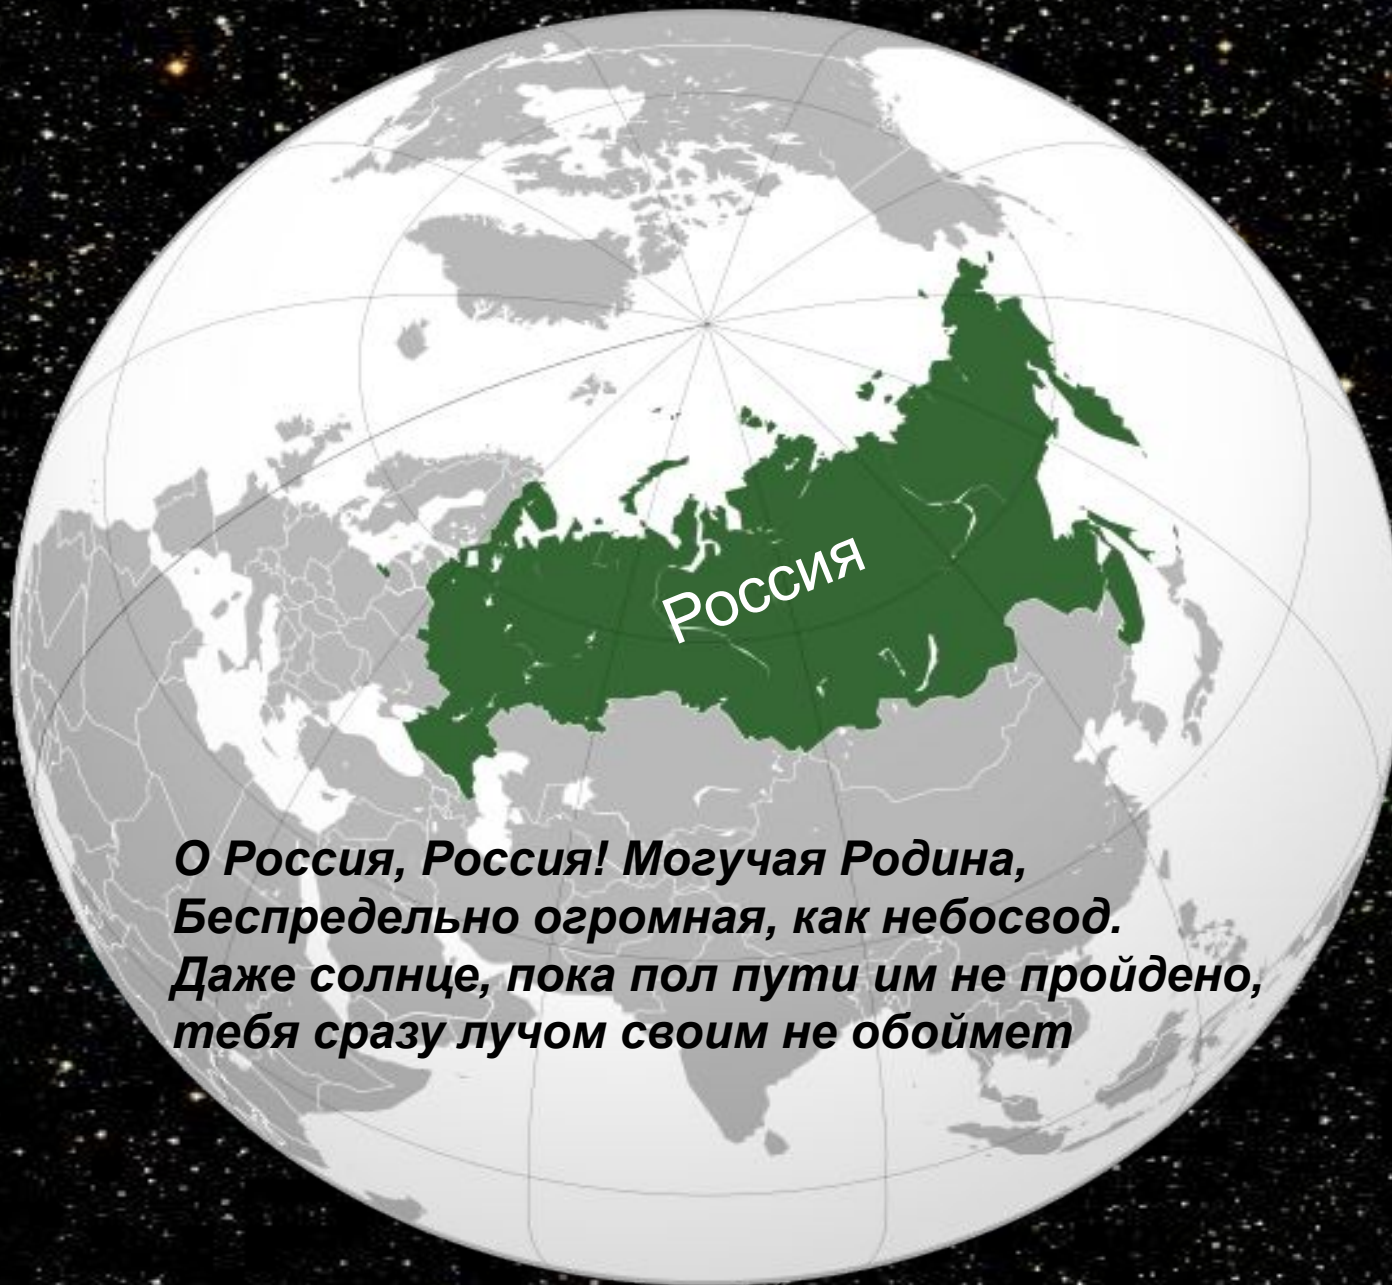 Россия
О Россия, Россия! Могучая Родина,
Беспредельно огромная, как небосвод.
Даже солнце, пока пол пути им не пройдено,
тебя сразу лучом своим не обоймет